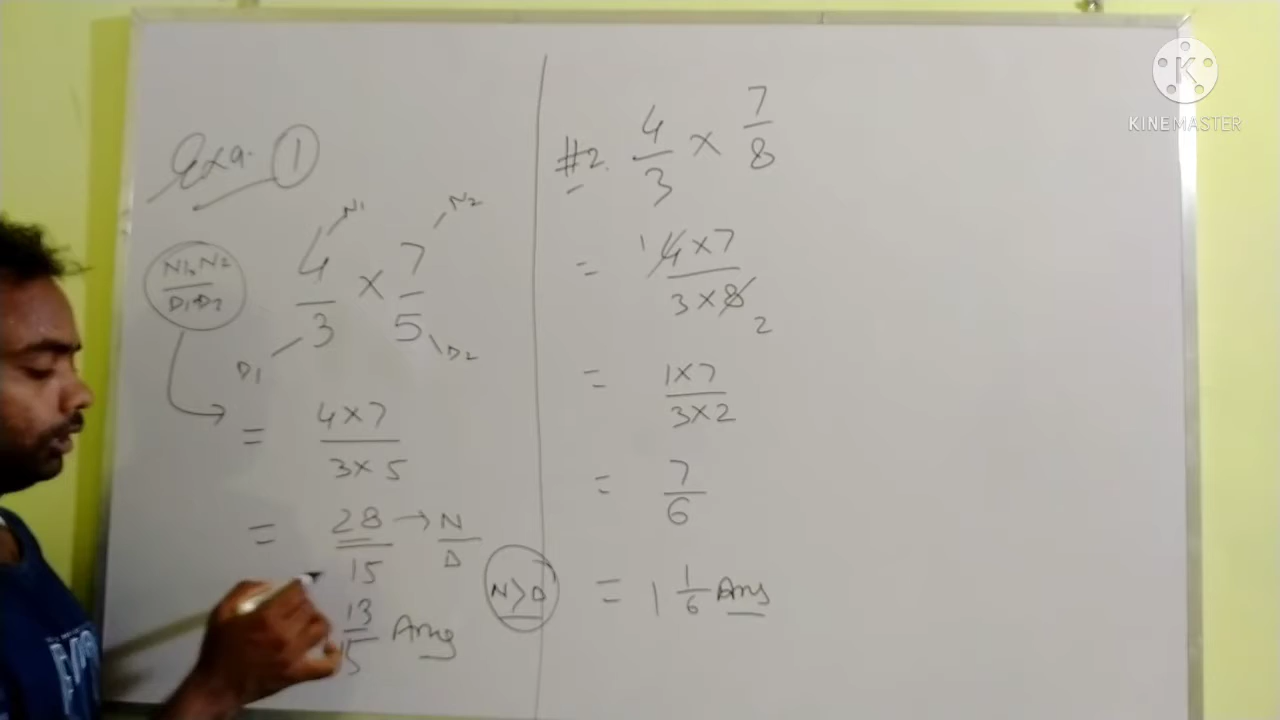 Exa. 1
N1, N2
D1, D2
N1
N2
4/3 × 7/5
D1
D2
= 4×7/3×5
= 28/15 → N/D
13/15 Ans
N>D
#2. 4/3 × 7/8
= 1 4×7/3×8 2
= 1×7/3×2
= 7/6
= 1 1/6 Ans
KINEMASTER